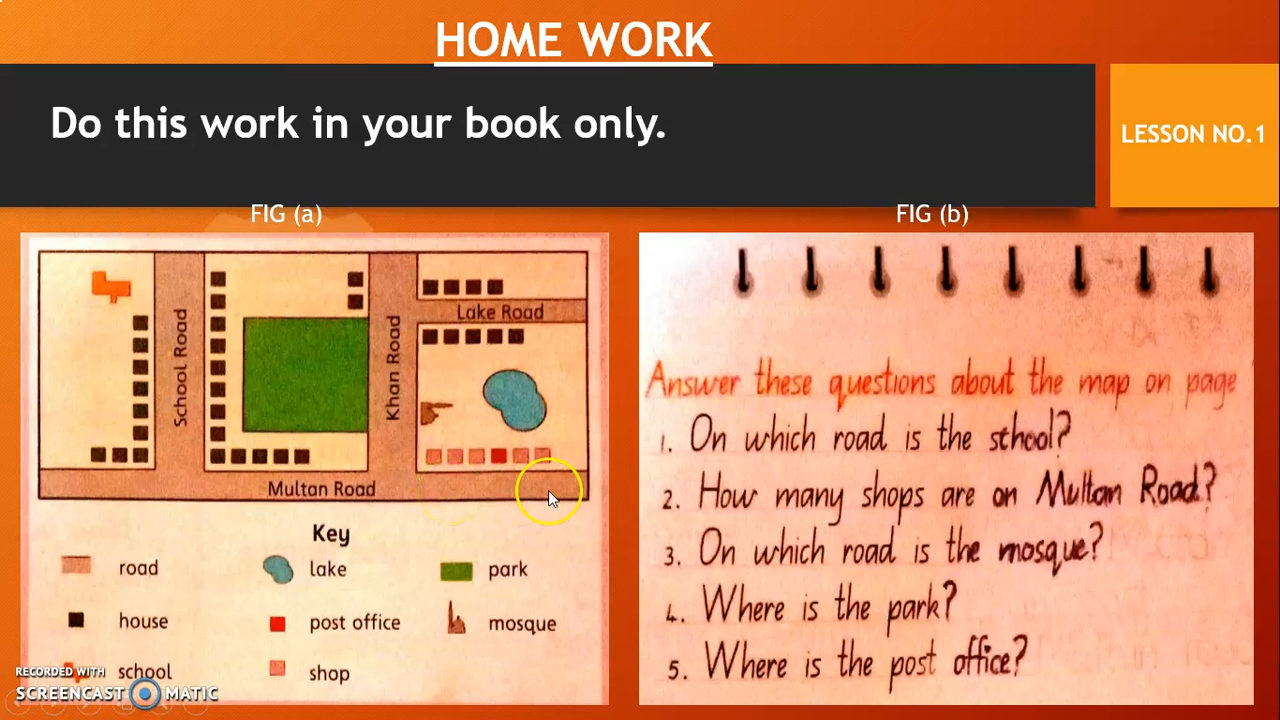 HOME WORK
Do this work in your book only.
LESSON NO.1
FIG (a)
FIG (b)
School Road
Khan Road
Lake Road
Multan Road
Key
road
lake
park
house
post office
mosque
school
shop
RECORDED WITH
SCREENCAST MATIC
Answer these questions about the map on page
1. On which road is the school?
2. How many shops are on Multan Road?
3. On which road is the mosque?
4. Where is the park?
5. Where is the post office?